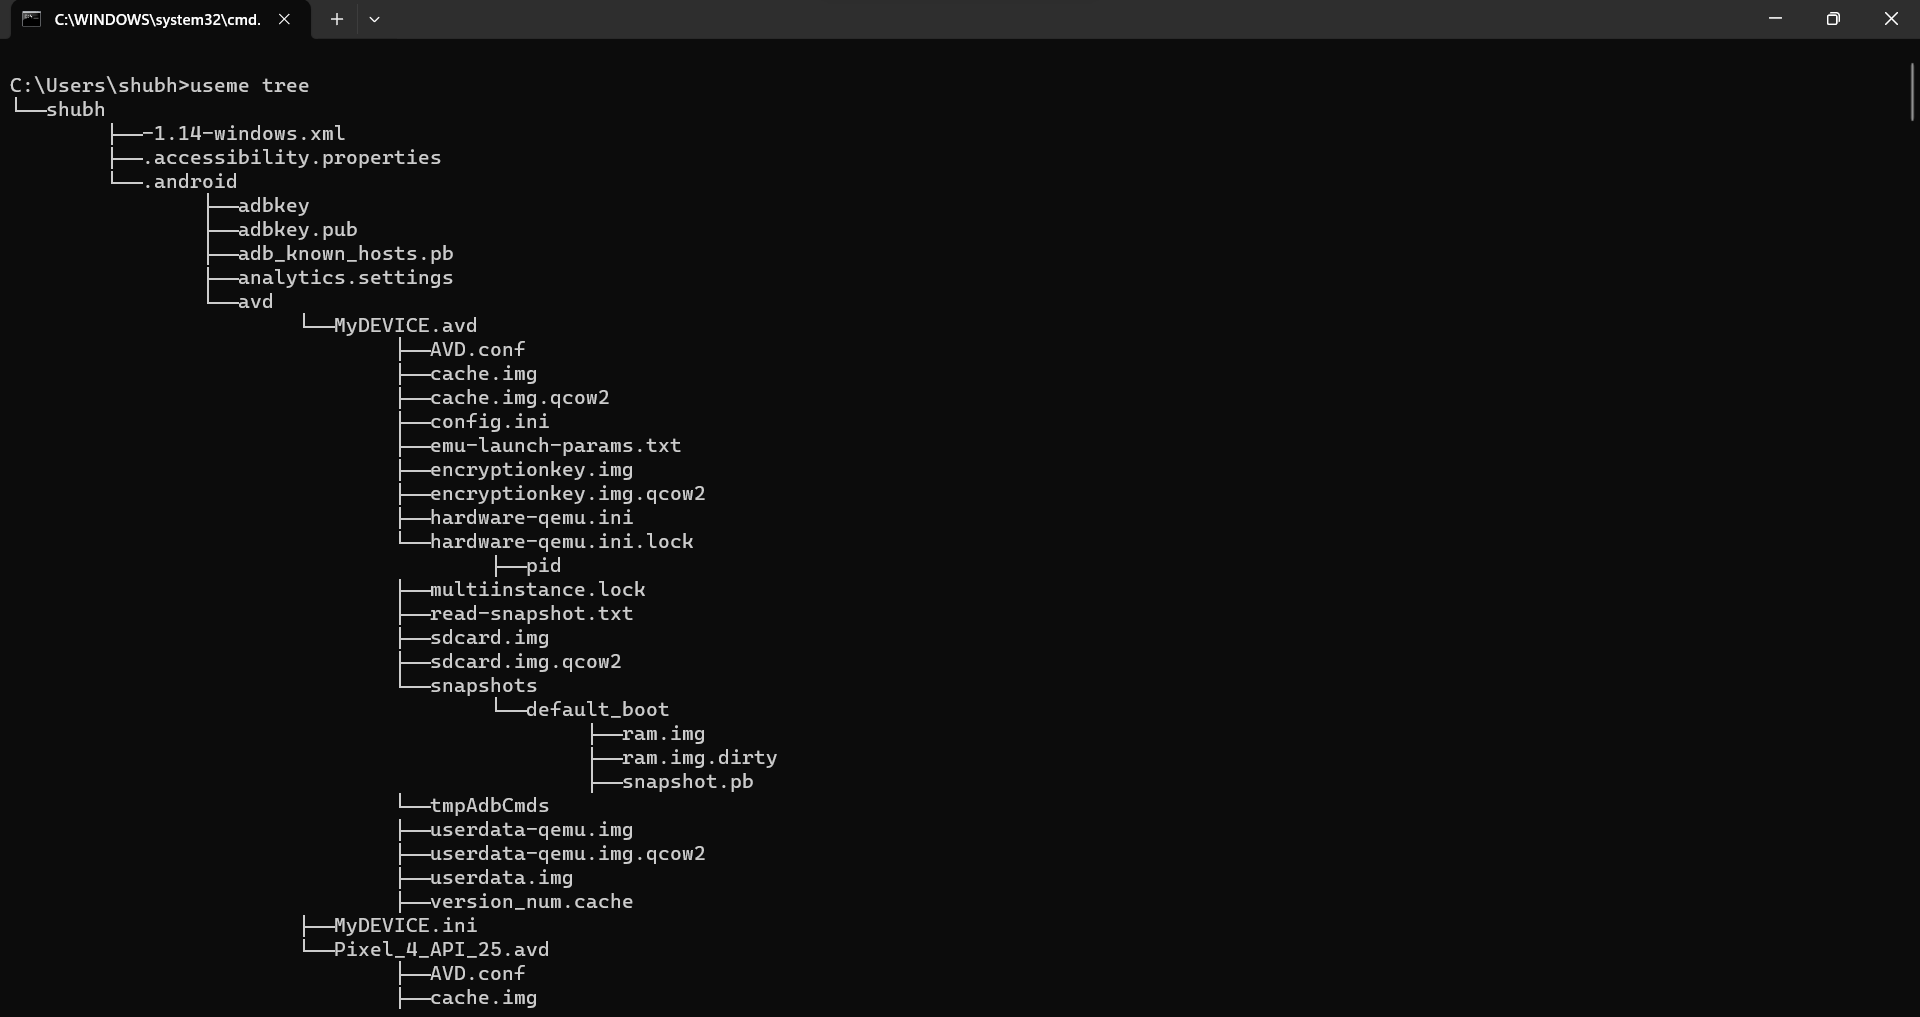 C:\WINDOWS\system32\cmd.
C:\Users\shubh>useme tree
└──shubh
├──-1.14-windows.xml
├──.accessibility.properties
└──.android
├──adbkey
├──adbkey.pub
├──adb_known_hosts.pb
├──analytics.settings
└──avd
└──MyDEVICE.avd
├──AVD.conf
├──cache.img
├──cache.img.qcow2
├──config.ini
├──emu-launch-params.txt
├──encryptionkey.img
├──encryptionkey.img.qcow2
├──hardware-qemu.ini
└──hardware-qemu.ini.lock
├──pid
├──multiinstance.lock
├──read-snapshot.txt
├──sdcard.img
├──sdcard.img.qcow2
└──snapshots
└──default_boot
├──ram.img
├──ram.img.dirty
├──snapshot.pb
└──tmpAdbCmds
├──userdata-qemu.img
├──userdata-qemu.img.qcow2
├──userdata.img
├──version_num.cache
├──MyDEVICE.ini
└──Pixel_4_API_25.avd
├──AVD.conf
├──cache.img